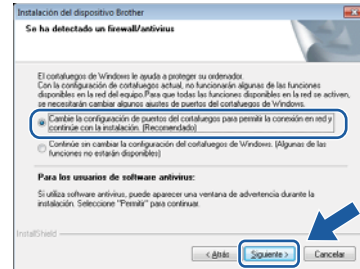 Instalación del dispositivo Brother
Se ha detectado un firewall/antivirus
El cortafuegos de Windows le ayuda a proteger su ordenador.
Con la configuración de cortafuegos actual, no funcionarán algunas de las funciones
disponibles en la red del equipo.Para que todas las funciones disponibles en la red se activen,
se necesitarán cambiar algunos ajustes de puertos del cortafuegos de Windows.
Cambie la configuración de puertos del cortafuegos para permitir la conexión en red y
continúe con la instalación. (Recomendado)
Continúe sin cambiar la configuración del cortafuegos de Windows. (Algunas de las
funciones no estarán disponibles)
Para los usuarios de software antivirus:
Si utiliza software antivirus, puede aparecer una ventana de advertencia durante la
instalación. Seleccione "Permitir" para continuar.
InstallShield
< Atrás Siguiente > Cancelar